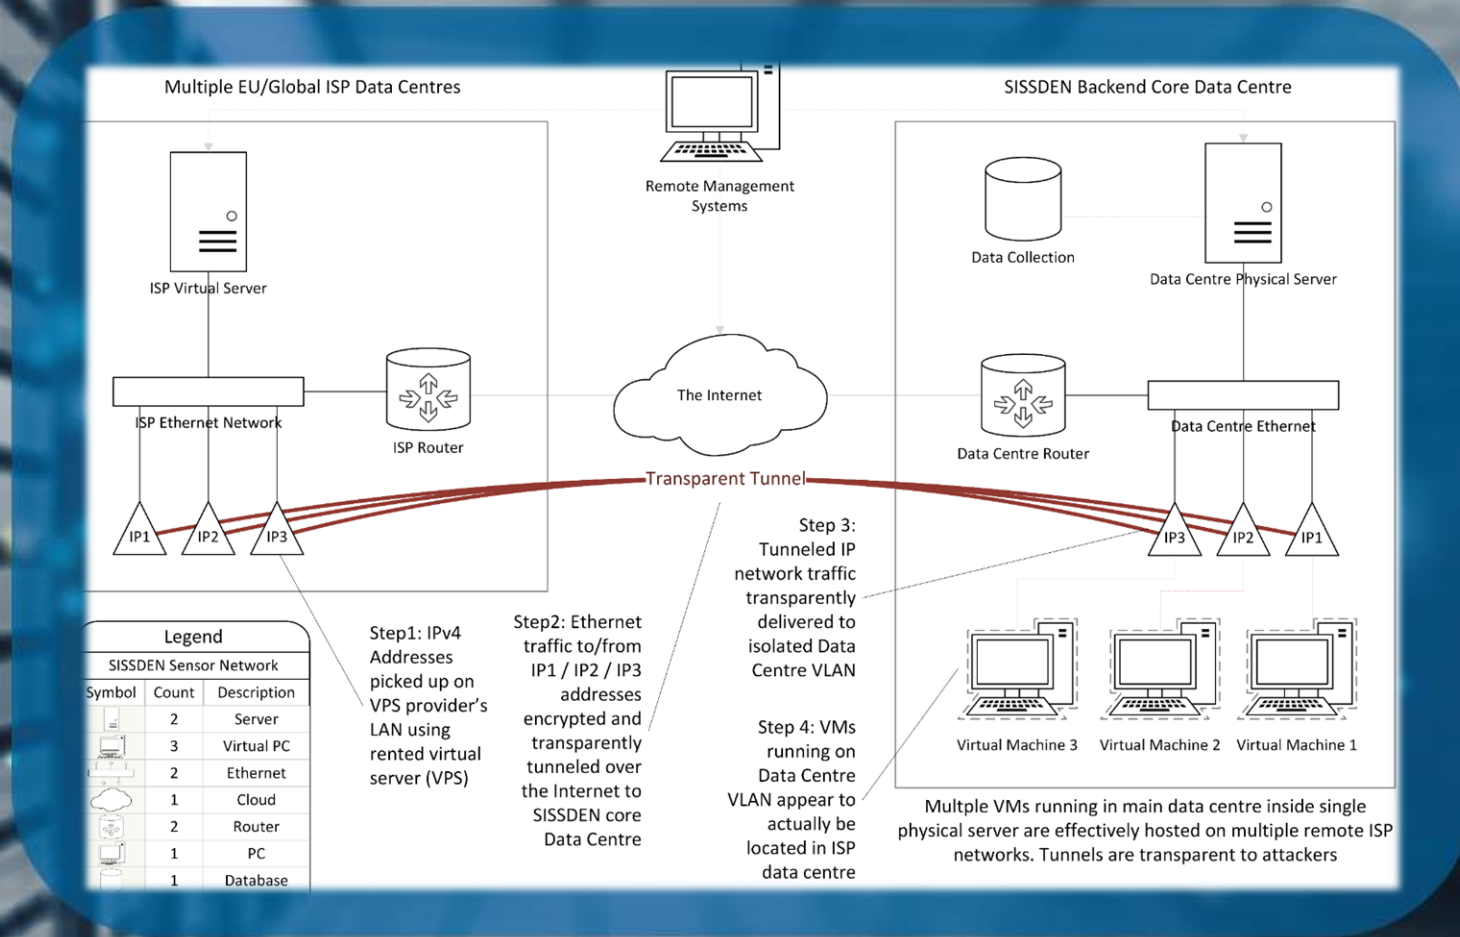 Multiple EU/Global ISP Data Centres
SISSDEN Backend Core Data Centre
Remote Management
Systems
ISP Virtual Server
Data Collection
Data Centre Physical Server
ISP Ethernet Network
ISP Router
The Internet
Data Centre Router
Data Centre Ethernet
Transparent Tunnel
IP1
IP2
IP3
IP3
IP2
IP1
Step1: IPv4
Addresses
picked up on
VPS provider's
LAN using
rented virtual
server (VPS)
Step2: Ethernet
traffic to/from
IP1 / IP2 / IP3
addresses
encrypted and
transparently
tunneled over
the Internet to
SISSDEN core
Data Centre
Step 3:
Tunneled IP
network traffic
transparently
delivered to
isolated Data
Centre VLAN
Step 4: VMs
running on
Data Centre
VLAN appear to
actually be
located in ISP
data centre
Virtual Machine 3
Virtual Machine 2
Virtual Machine 1
Multple VMs running in main data centre inside single
physical server are effectively hosted on multiple remote ISP
networks. Tunnels are transparent to attackers
Legend
SISSDEN Sensor Network
Symbol Count Description
2 Server
3 Virtual PC
2 Ethernet
1 Cloud
2 Router
1 PC
1 Database